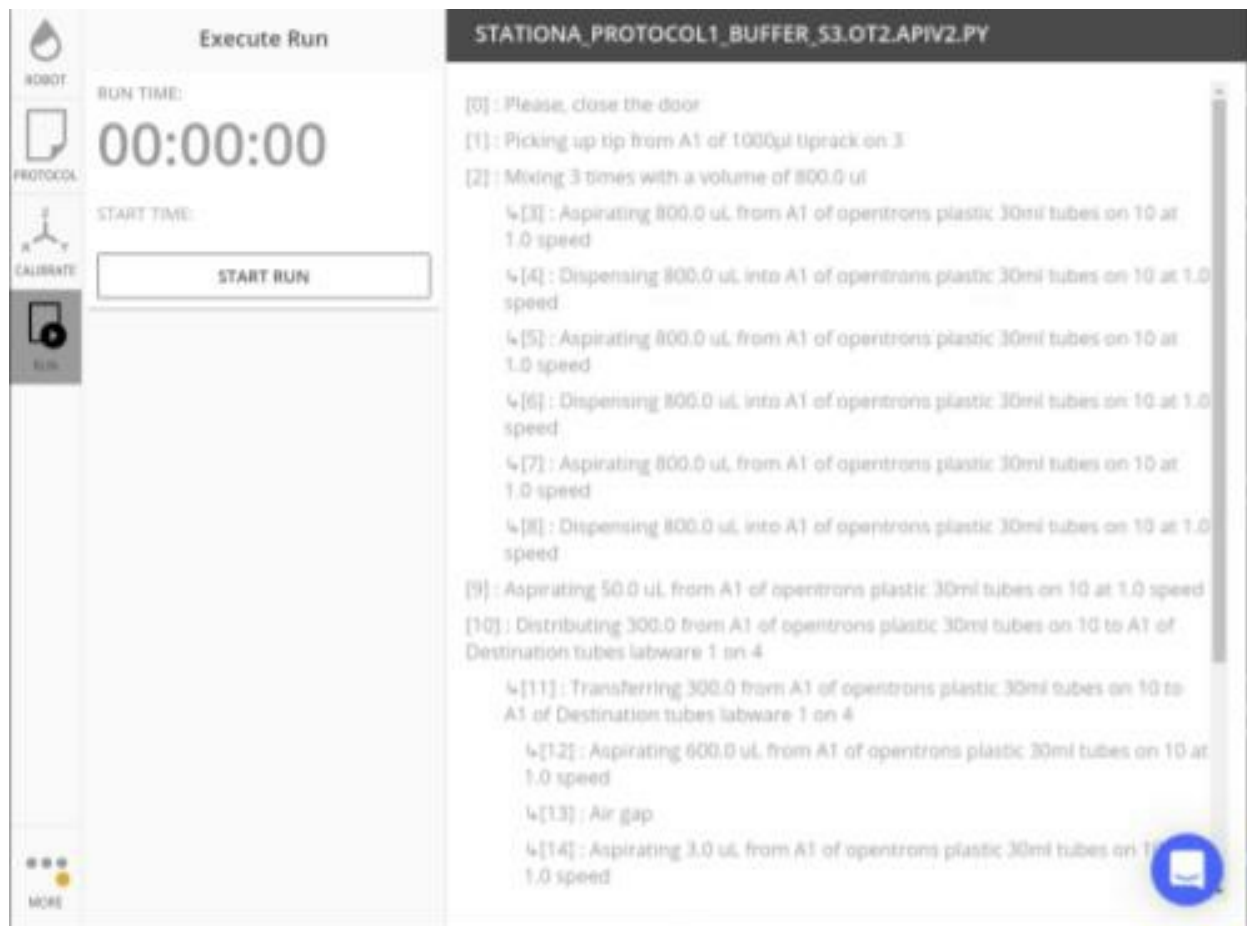 ROBOT
PROTOCOL
CALIBRATE
RUN
MORE
Execute Run
RUN TIME:
00:00:00
START TIME:
START RUN
STATIONA_PROTOCOL1_BUFFER_S3.OT2.APIV2.PY
[0] : Please, close the door
[1] : Picking up tip from A1 of 1000µl tiprack on 3
[2] : Mixing 3 times with a volume of 800.0 ul
↳[3] : Aspirating 800.0 uL from A1 of opentrons plastic 30ml tubes on 10 at
1.0 speed
↳[4] : Dispensing 800.0 uL into A1 of opentrons plastic 30ml tubes on 10 at 1.0
speed
↳[5] : Aspirating 800.0 uL from A1 of opentrons plastic 30ml tubes on 10 at
1.0 speed
↳[6] : Dispensing 800.0 uL into A1 of opentrons plastic 30ml tubes on 10 at 1.0
speed
↳[7] : Aspirating 800.0 uL from A1 of opentrons plastic 30ml tubes on 10 at
1.0 speed
↳[8] : Dispensing 800.0 uL into A1 of opentrons plastic 30ml tubes on 10 at 1.0
speed
[9] : Aspirating 50.0 uL from A1 of opentrons plastic 30ml tubes on 10 at 1.0 speed
[10] : Distributing 300.0 from A1 of opentrons plastic 30ml tubes on 10 to A1 of
Destination tubes labware 1 on 4
↳[11] : Transferring 300.0 from A1 of opentrons plastic 30ml tubes on 10 to
A1 of Destination tubes labware 1 on 4
↳[12] : Aspirating 600.0 uL from A1 of opentrons plastic 30ml tubes on 10 at
1.0 speed
↳[13] : Air gap
↳[14] : Aspirating 3.0 uL from A1 of opentrons plastic 30ml tubes on
1.0 speed